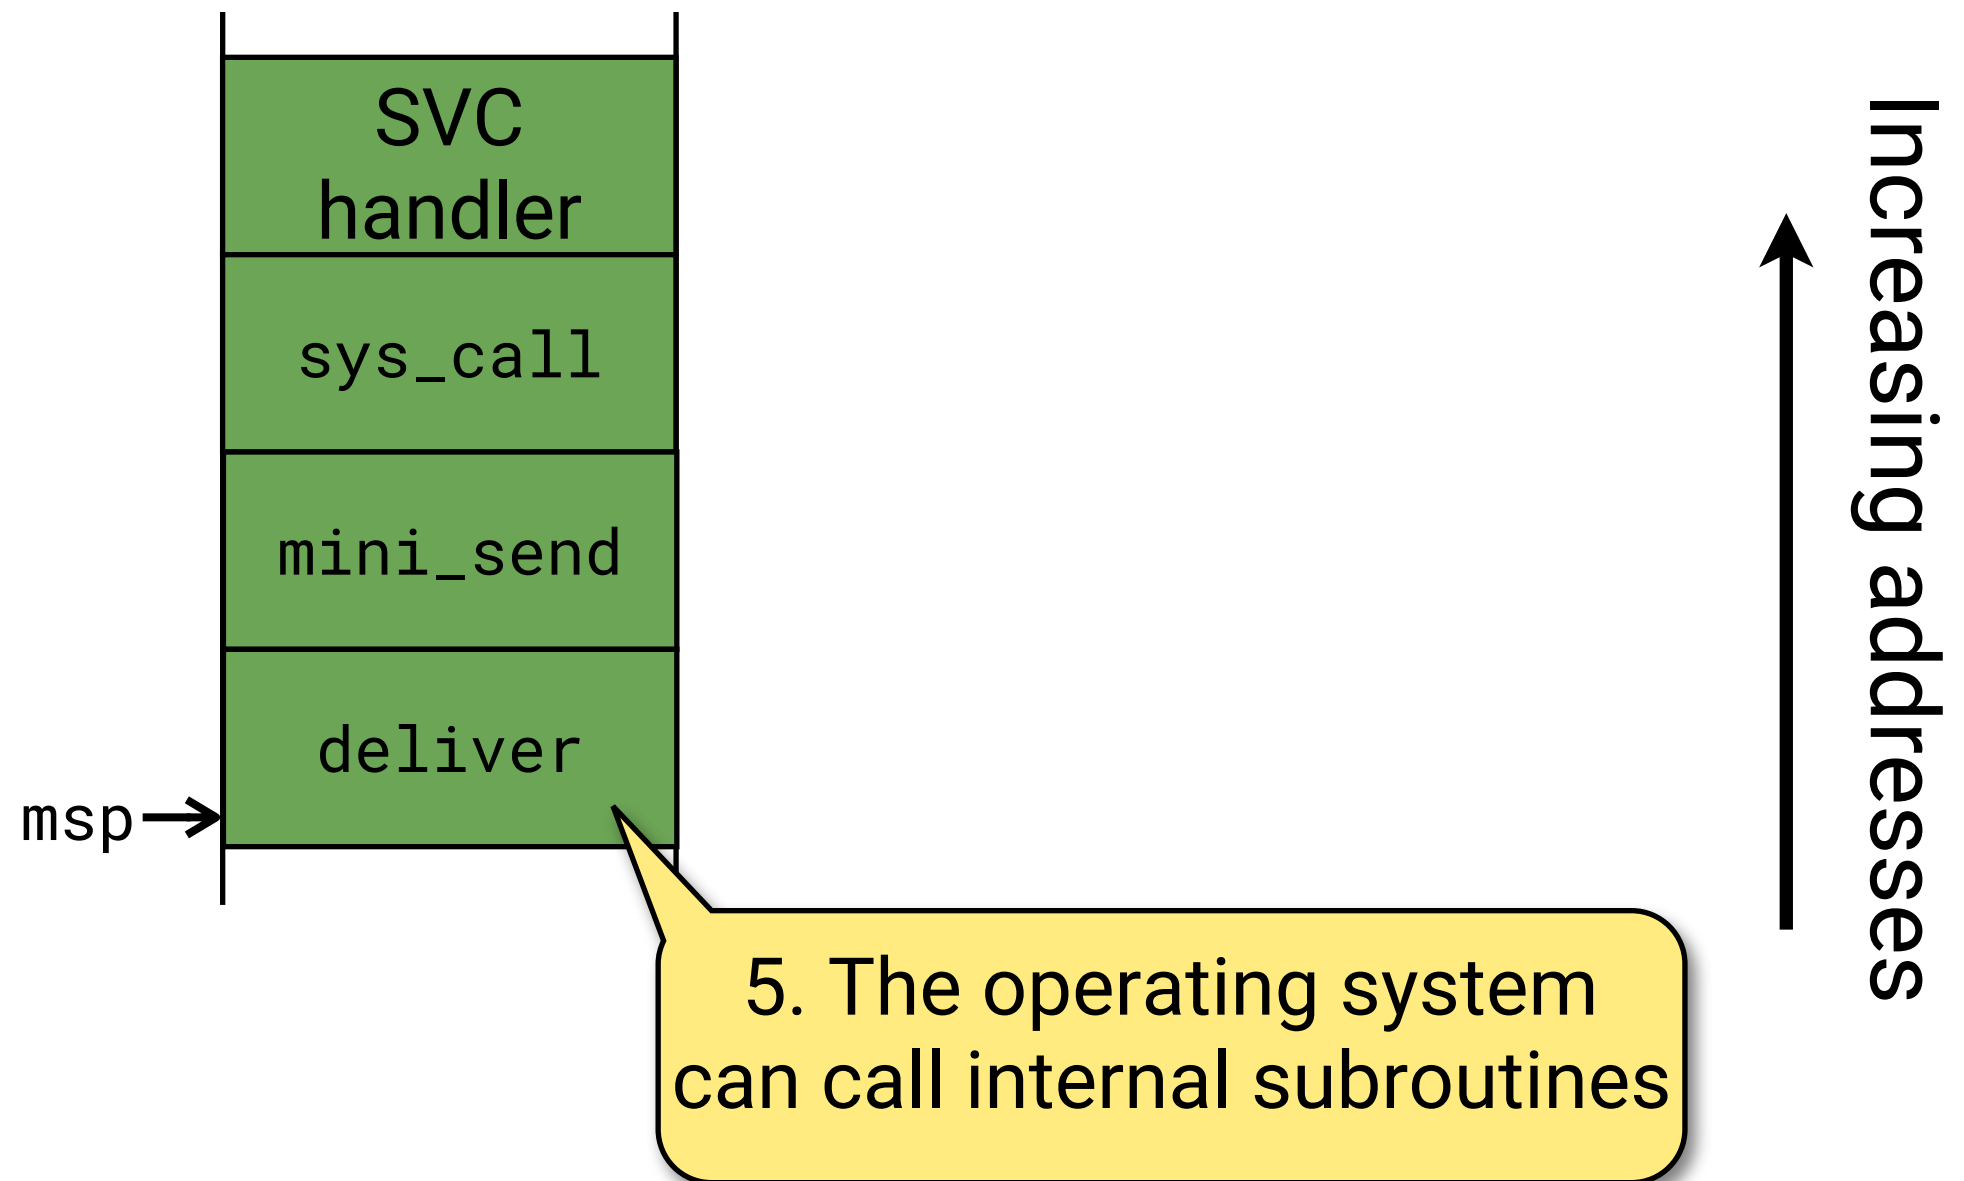 SVC
handler
sys_call
mini_send
deliver
msp
5. The operating system
can call internal subroutines
Increasing addresses